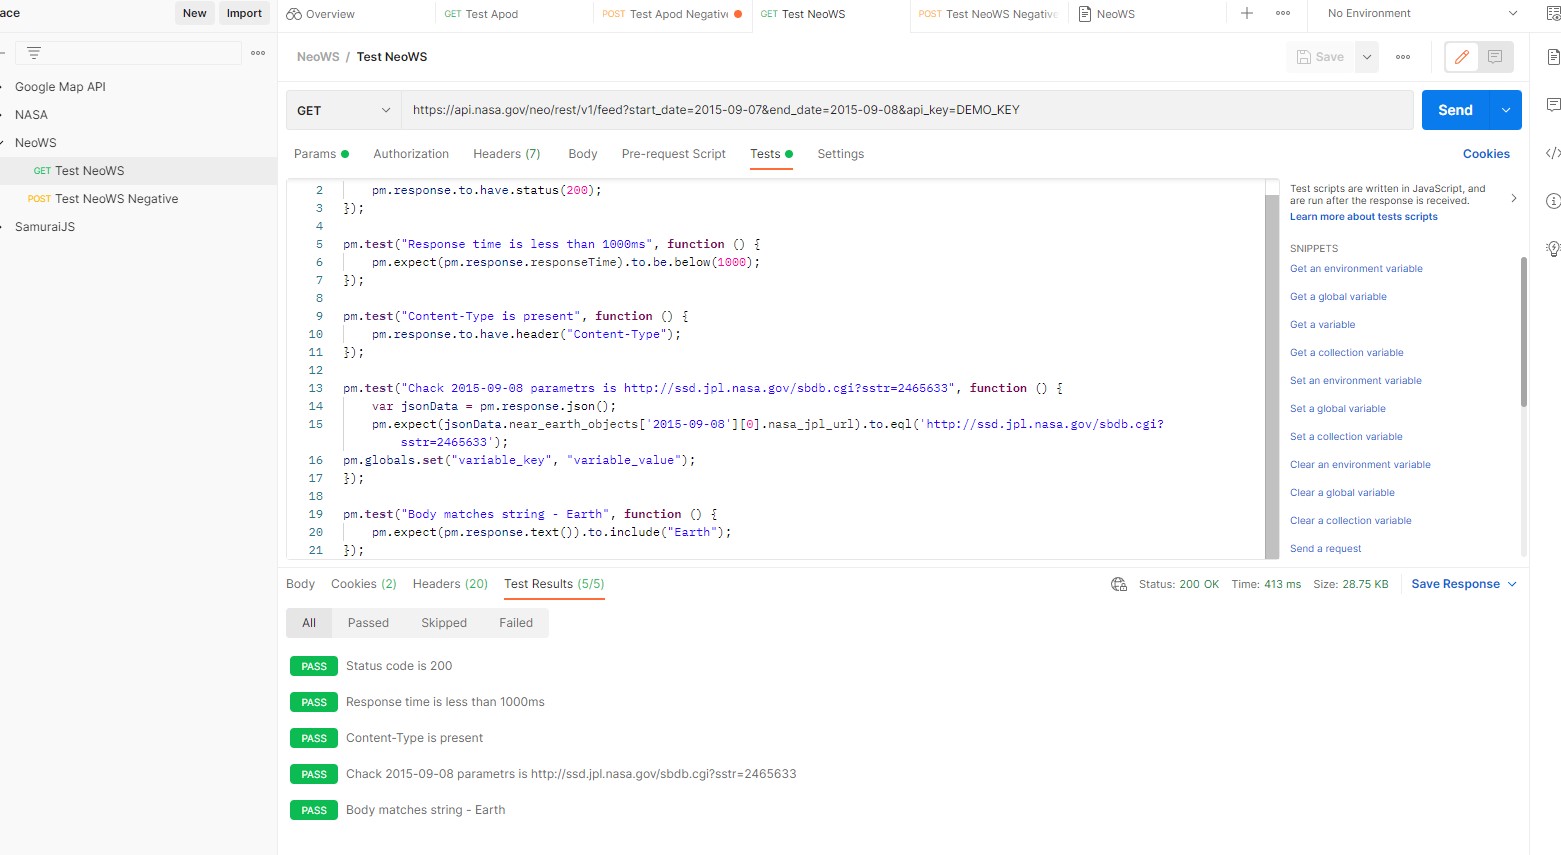 ace New Import
Overview GET Test Apod POST Test Apod Negativ GET Test NeoWS POST Test NeoWS Negativ NeoWS No Environment
NeoWS / Test NeoWS Save
Google Map API
NASA
NeoWS
GET Test NeoWS
POST Test NeoWS Negative
SamuraiJS
GET https://api.nasa.gov/neo/rest/v1/feed?start_date=2015-09-07&end_date=2015-09-08&api_key=DEMO_KEY Send
Params Authorization Headers (7) Body Pre-request Script Tests Settings Cookies
2 pm.response.to.have.status(200);
3 });
4
5 pm.test("Response time is less than 1000ms", function () {
6 pm.expect(pm.response.responseTime).to.be.below(1000);
7 });
8
9 pm.test("Content-Type is present", function () {
10 pm.response.to.have.header("Content-Type");
11 });
12
13 pm.test("Chack 2015-09-08 parametrs is http://ssd.jpl.nasa.gov/sbdb.cgi?sstr=2465633", function () {
14 var jsonData = pm.response.json();
15 pm.expect(jsonData.near_earth_objects['2015-09-08'][0].nasa_jpl_url).to.eql('http://ssd.jpl.nasa.gov/sbdb.cgi?
sstr=2465633');
16 pm.globals.set("variable_key", "variable_value");
17 });
18
19 pm.test("Body matches string - Earth", function () {
20 pm.expect(pm.response.text()).to.include("Earth");
21 });
Test scripts are written in JavaScript, and
are run after the response is received.
Learn more about tests scripts
SNIPPETS
Get an environment variable
Get a global variable
Get a variable
Get a collection variable
Set an environment variable
Set a global variable
Set a collection variable
Clear an environment variable
Clear a global variable
Clear a collection variable
Send a request
Body Cookies (2) Headers (20) Test Results (5/5) Status: 200 OK Time: 413 ms Size: 28.75 KB Save Response
All Passed Skipped Failed
PASS Status code is 200
PASS Response time is less than 1000ms
PASS Content-Type is present
PASS Chack 2015-09-08 parametrs is http://ssd.jpl.nasa.gov/sbdb.cgi?sstr=2465633
PASS Body matches string - Earth